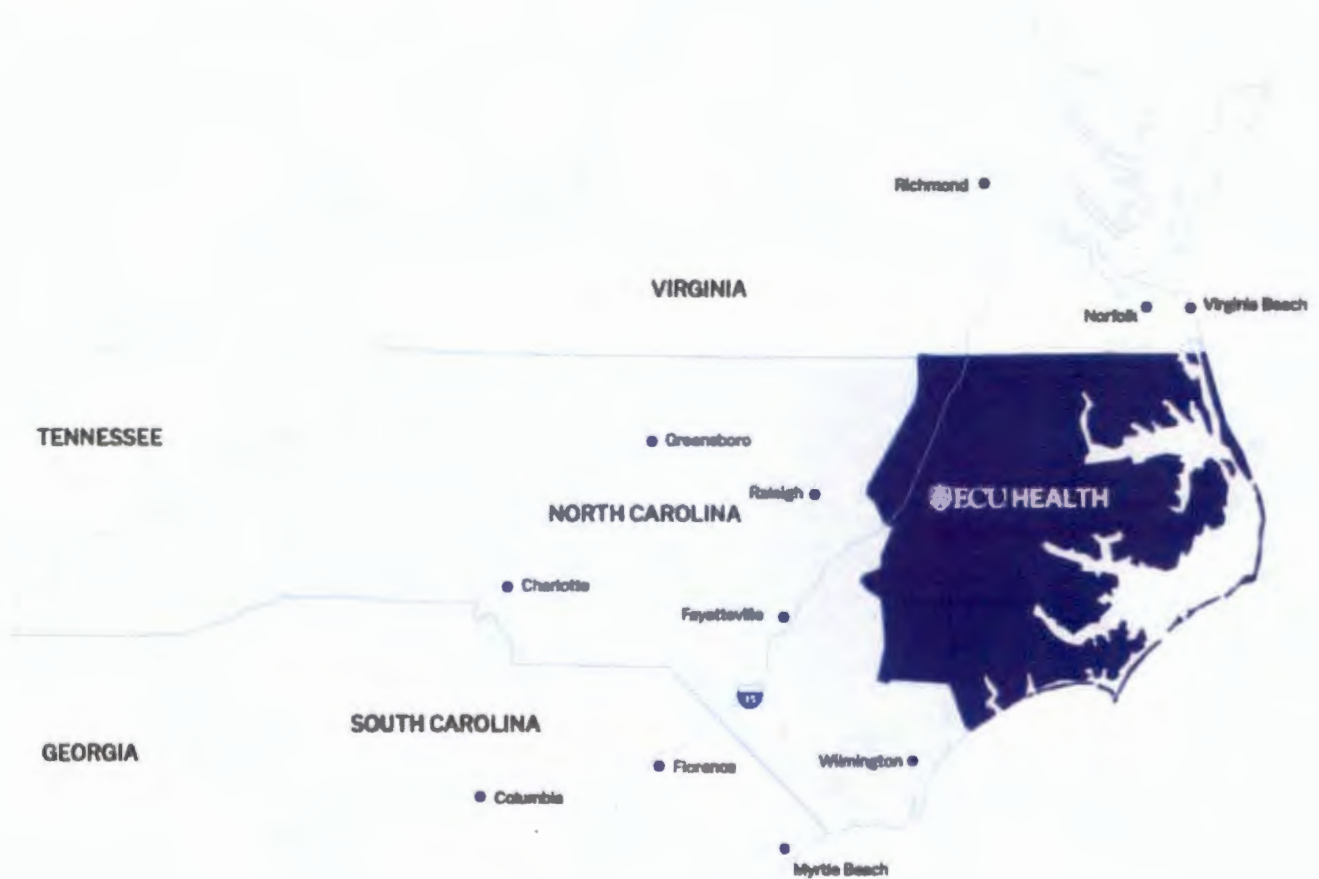 Richmond
VIRGINIA
Norfolk
Virginia Beach
TENNESSEE
Greensboro
Raleigh
ECU HEALTH
NORTH CAROLINA
Charlotte
Fayetteville
SOUTH CAROLINA
GEORGIA
Florence
Wilmington
Columbia
Myrtle Beach